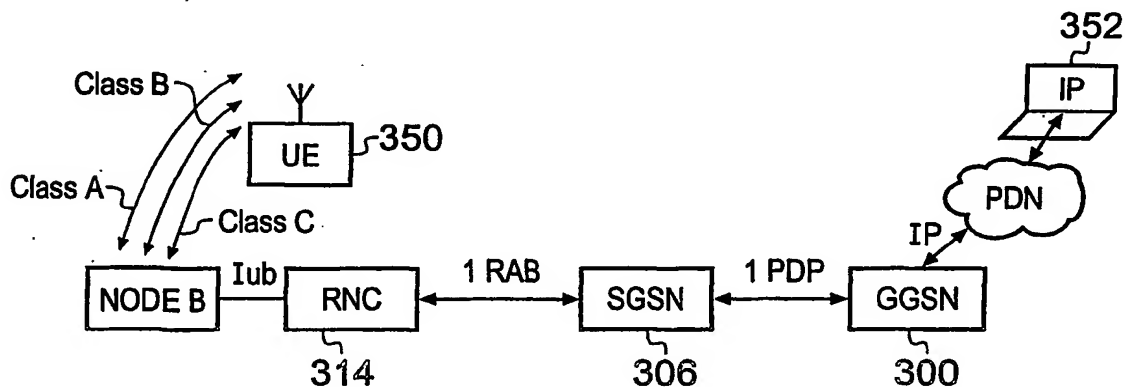 352
Class B
IP
UE
350
Class A
PDN
Class C
IP
Iub
1 RAB
1 PDP
NODE B
RNC
SGSN
GGSN
314
306
300